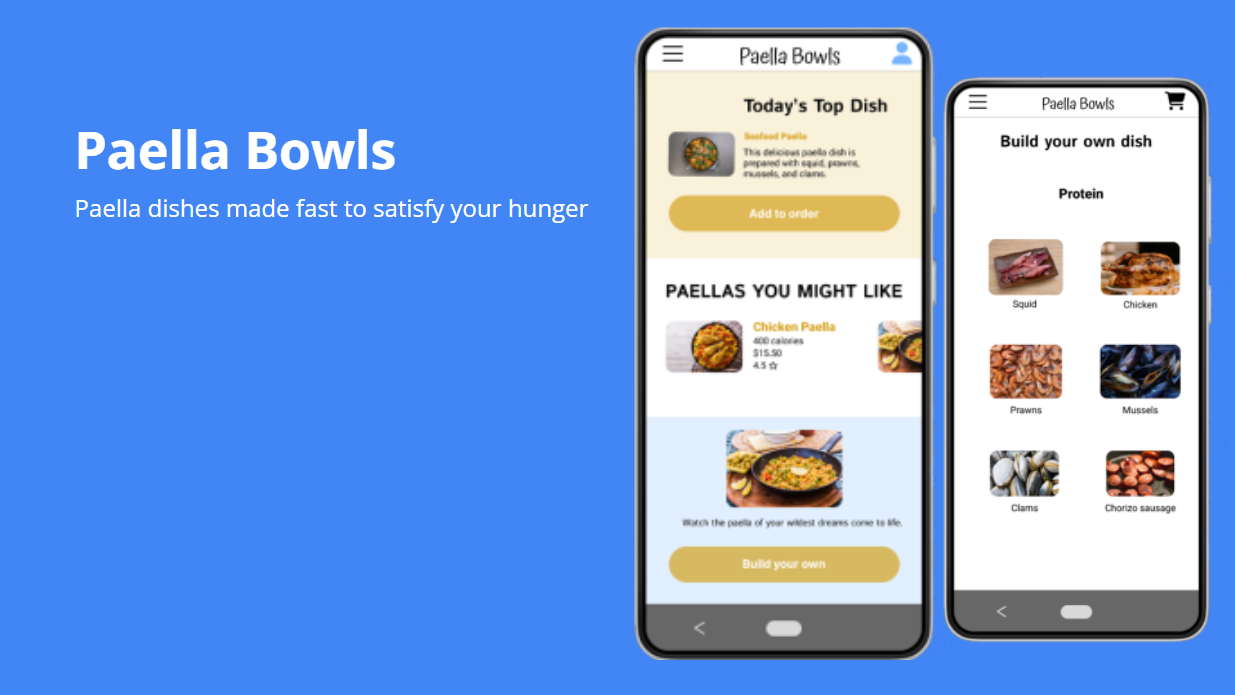 Paella Bowls
Paella dishes made fast to satisfy your hunger
Paella Bowls
Today's Top Dish
Seafood Paella
This delicious paella dish is
prepared with squid, prawns,
mussels, and clams.
Add to order
PAELLAS YOU MIGHT LIKE
Chicken Paella
400 calories
$15.50
4.5 ☆
Watch the paella of your wildest dreams come to life.
Build your own
Paella Bowls
Build your own dish
Protein
Squid
Chicken
Prawns
Mussels
Clams
Chorizo sausage